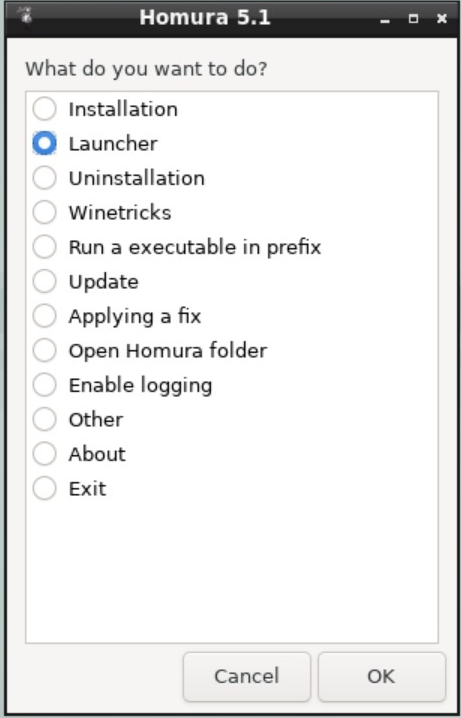 Homura 5.1
What do you want to do?
Installation
Launcher
Uninstallation
Winetricks
Run a executable in prefix
Update
Applying a fix
Open Homura folder
Enable logging
Other
About
Exit
Cancel OK